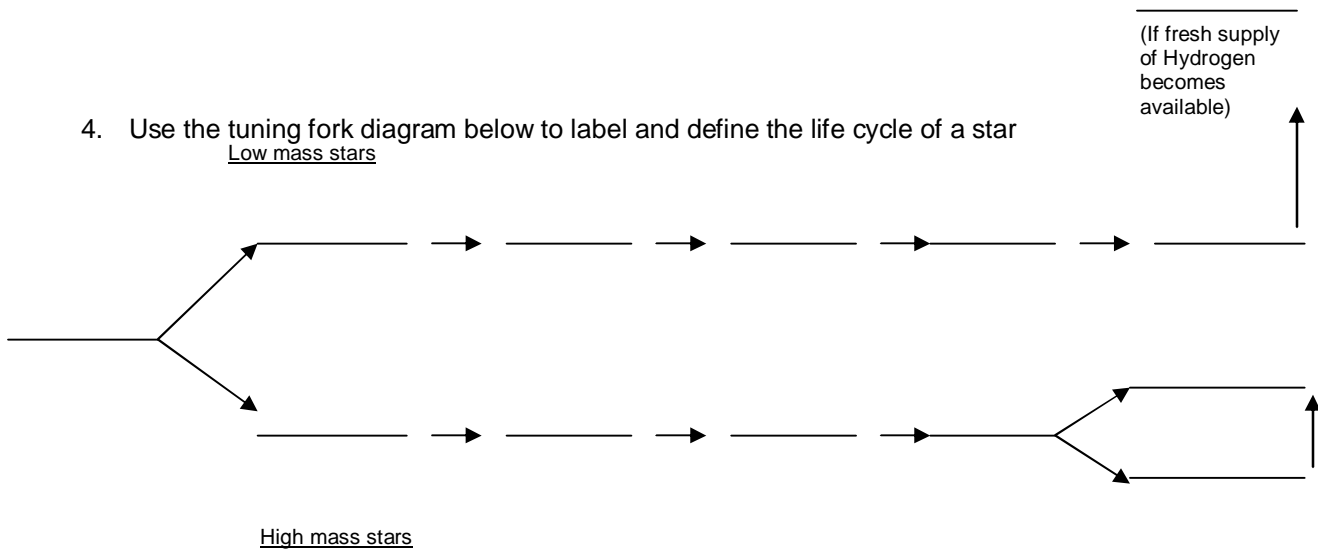 (If fresh supply
of Hydrogen
becomes
available)
4. Use the tuning fork diagram below to label and define the life cycle of a star
Low mass stars
High mass stars